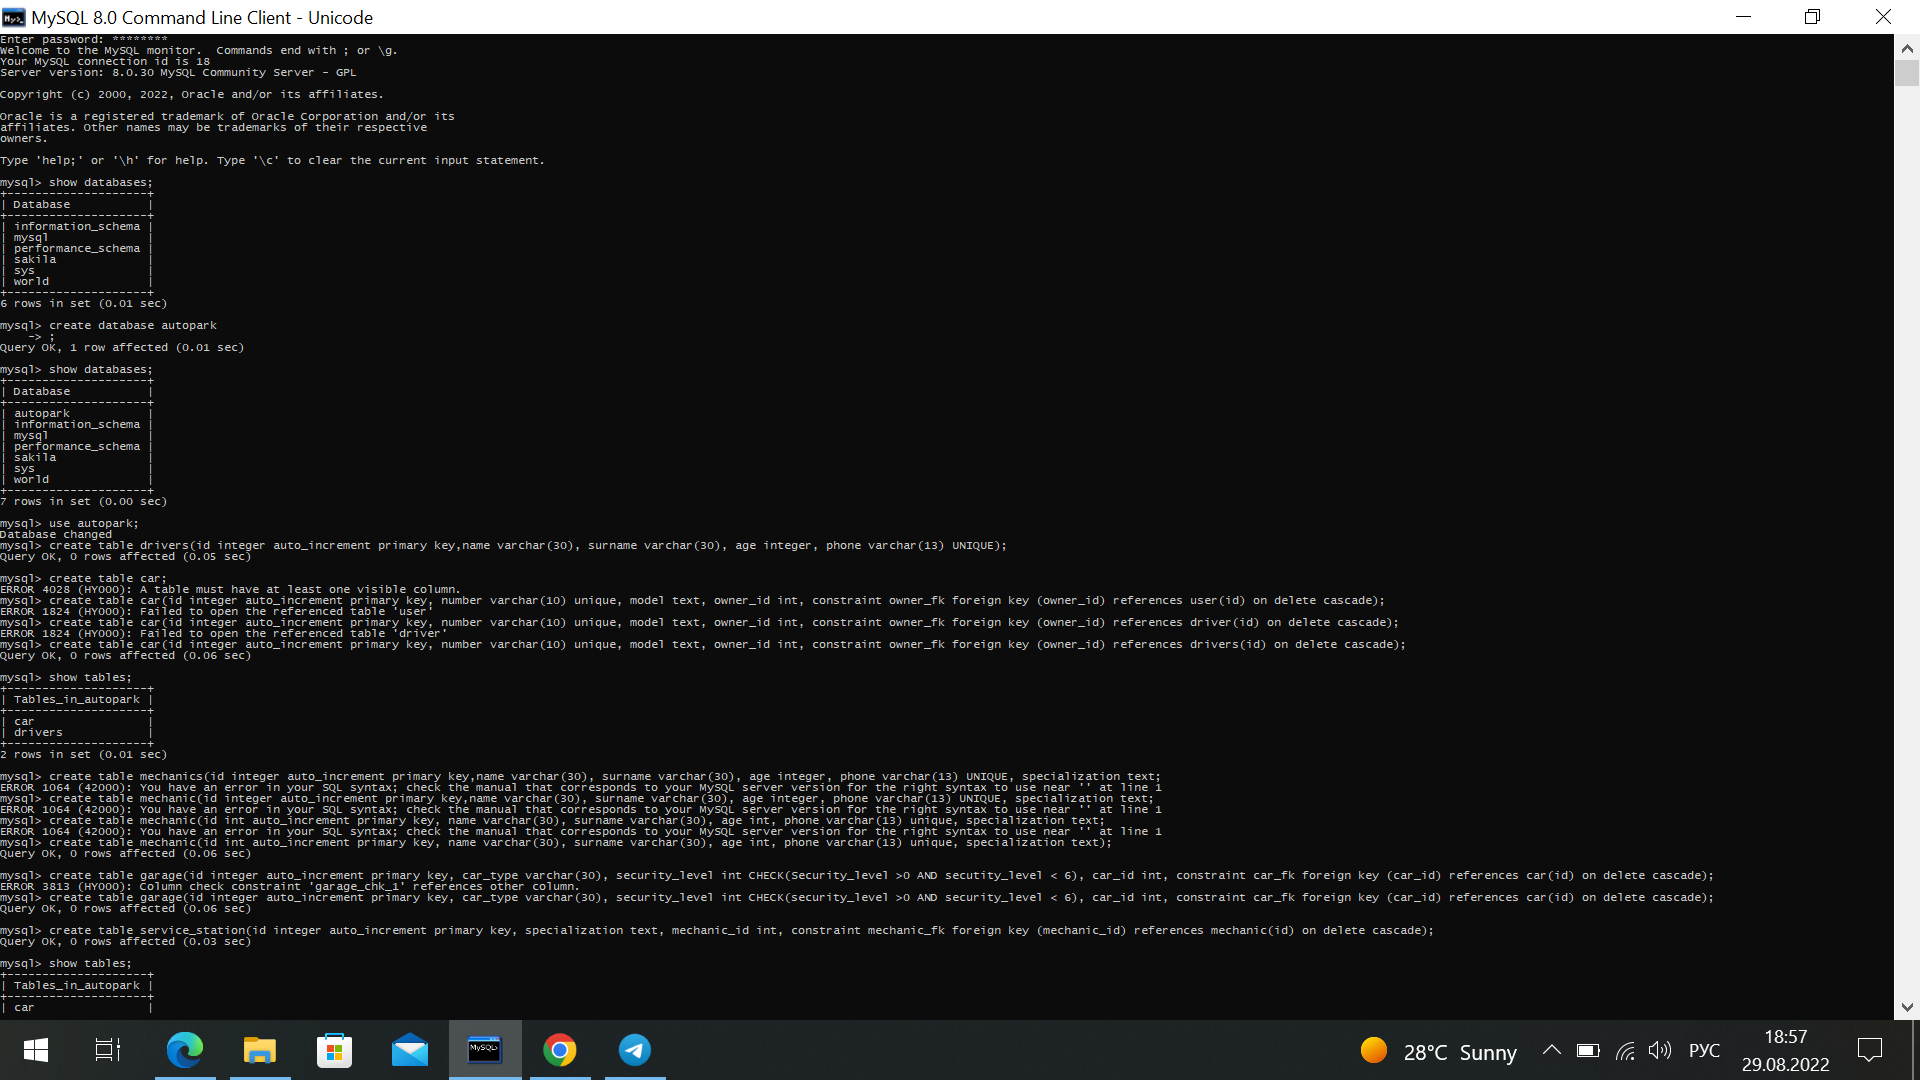 MySQL 8.0 Command Line Client - Unicode
Enter password: ********
Welcome to the MySQL monitor.  Commands end with ; or \g.
Your MySQL connection id is 18
Server version: 8.0.30 MySQL Community Server - GPL
Copyright (c) 2000, 2022, Oracle and/or its affiliates.
Oracle is a registered trademark of Oracle Corporation and/or its
affiliates. Other names may be trademarks of their respective
owners.
Type 'help;' or '\h' for help. Type '\c' to clear the current input statement.
mysql> show databases;
+--------------------+
| Database           |
+--------------------+
| information_schema |
| mysql              |
| performance_schema |
| sakila             |
| sys                |
| world              |
+--------------------+
6 rows in set (0.01 sec)
mysql> create database autopark
    -> ;
Query OK, 1 row affected (0.01 sec)
mysql> show databases;
+--------------------+
| Database           |
+--------------------+
| autopark           |
| information_schema |
| mysql              |
| performance_schema |
| sakila             |
| sys                |
| world              |
+--------------------+
7 rows in set (0.00 sec)
mysql> use autopark;
Database changed
mysql> create table drivers(id integer auto_increment primary key,name varchar(30), surname varchar(30), age integer, phone varchar(13) UNIQUE);
Query OK, 0 rows affected (0.05 sec)
mysql> create table car;
ERROR 4028 (HY000): A table must have at least one visible column.
mysql> create table car(id integer auto_increment primary key, number varchar(10) unique, model text, owner_id int, constraint owner_fk foreign key (owner_id) references user(id) on delete cascade);
ERROR 1824 (HY000): Failed to open the referenced table 'user'
mysql> create table car(id integer auto_increment primary key, number varchar(10) unique, model text, owner_id int, constraint owner_fk foreign key (owner_id) references driver(id) on delete cascade);
ERROR 1824 (HY000): Failed to open the referenced table 'driver'
mysql> create table car(id integer auto_increment primary key, number varchar(10) unique, model text, owner_id int, constraint owner_fk foreign key (owner_id) references drivers(id) on delete cascade);
Query OK, 0 rows affected (0.06 sec)
mysql> show tables;
+--------------------+
| Tables_in_autopark |
+--------------------+
| car                |
| drivers            |
+--------------------+
2 rows in set (0.01 sec)
mysql> create table mechanics(id integer auto_increment primary key,name varchar(30), surname varchar(30), age integer, phone varchar(13) UNIQUE, specialization text;
ERROR 1064 (42000): You have an error in your SQL syntax; check the manual that corresponds to your MySQL server version for the right syntax to use near '' at line 1
mysql> create table mechanic(id integer auto_increment primary key,name varchar(30), surname varchar(30), age integer, phone varchar(13) UNIQUE, specialization text;
ERROR 1064 (42000): You have an error in your SQL syntax; check the manual that corresponds to your MySQL server version for the right syntax to use near '' at line 1
mysql> create table mechanic(id int auto_increment primary key, name varchar(30), surname varchar(30), age int, phone varchar(13) unique, specialization text;
ERROR 1064 (42000): You have an error in your SQL syntax; check the manual that corresponds to your MySQL server version for the right syntax to use near '' at line 1
mysql> create table mechanic(id int auto_increment primary key, name varchar(30), surname varchar(30), age int, phone varchar(13) unique, specialization text);
Query OK, 0 rows affected (0.06 sec)
mysql> create table garage(id integer auto_increment primary key, car_type varchar(30), security_level int CHECK(Security_level >0 AND secutity_level < 6), car_id int, constraint car_fk foreign key (car_id) references car(id) on delete cascade);
ERROR 3813 (HY000): Column check constraint 'garage_chk_1' references other column.
mysql> create table garage(id integer auto_increment primary key, car_type varchar(30), security_level int CHECK(security_level >0 AND security_level < 6), car_id int, constraint car_fk foreign key (car_id) references car(id) on delete cascade);
Query OK, 0 rows affected (0.06 sec)
mysql> create table service_station(id integer auto_increment primary key, specialization text, mechanic_id int, constraint mechanic_fk foreign key (mechanic_id) references mechanic(id) on delete cascade);
Query OK, 0 rows affected (0.03 sec)
mysql> show tables;
+--------------------+
| Tables_in_autopark |
+--------------------+
| car                |
MySQL>
28°C Sunny
РУС
18:57
29.08.2022